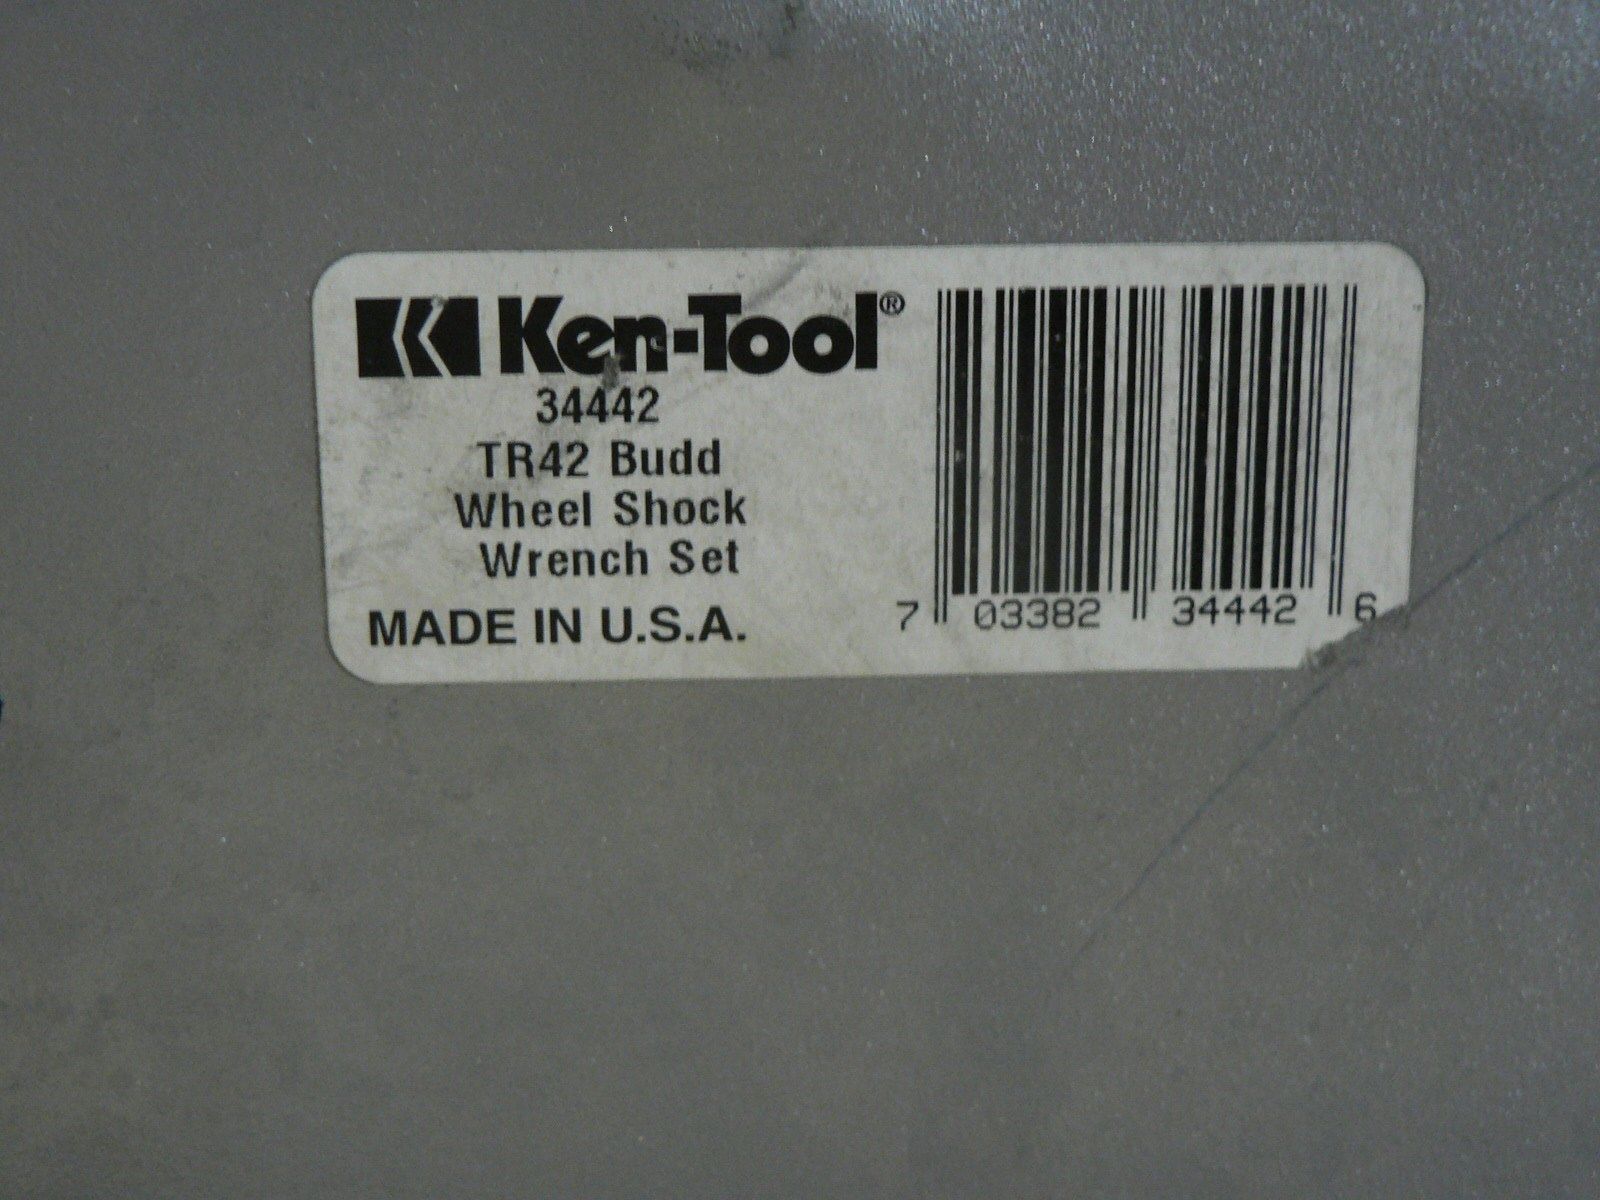 Ken-Tool®
34442
TR42 Budd
Wheel Shock
Wrench Set
MADE IN U.S.A.
7 03382 34442 6